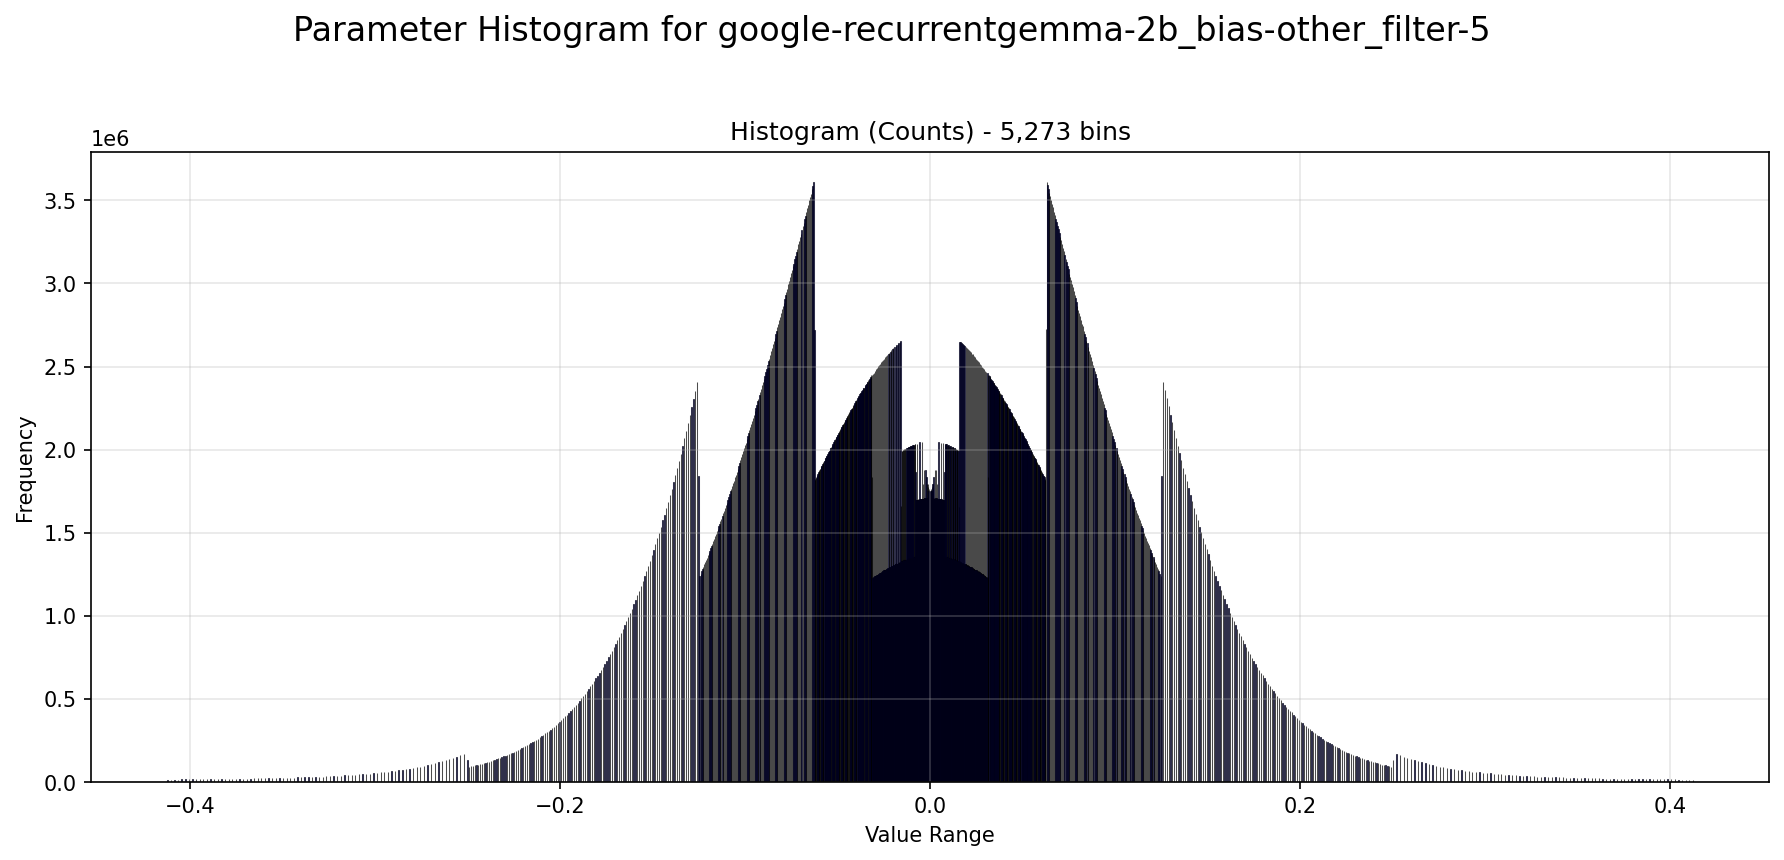 Parameter Histogram for google-recurrentgemma-2b_bias-other_filter-5
Histogram (Counts) - 5,273 bins
1e6
3.5
3.0
2.5
2.0
1.5
1.0
0.5
0.0
Frequency
−0.4
−0.2
0.0
0.2
0.4
Value Range